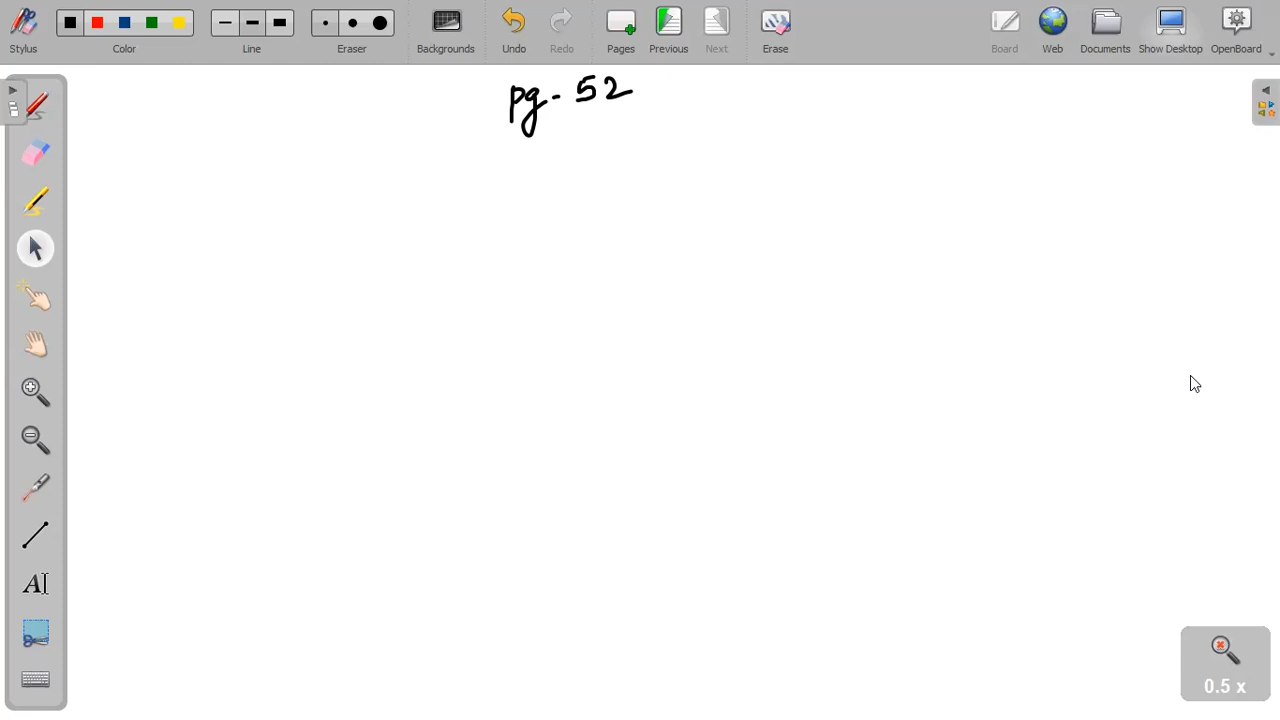 Stylus Color Line Eraser Backgrounds Undo Redo Pages Previous Next Erase Board Web Documents Show Desktop OpenBoard
pg - 52
A
0.5 x